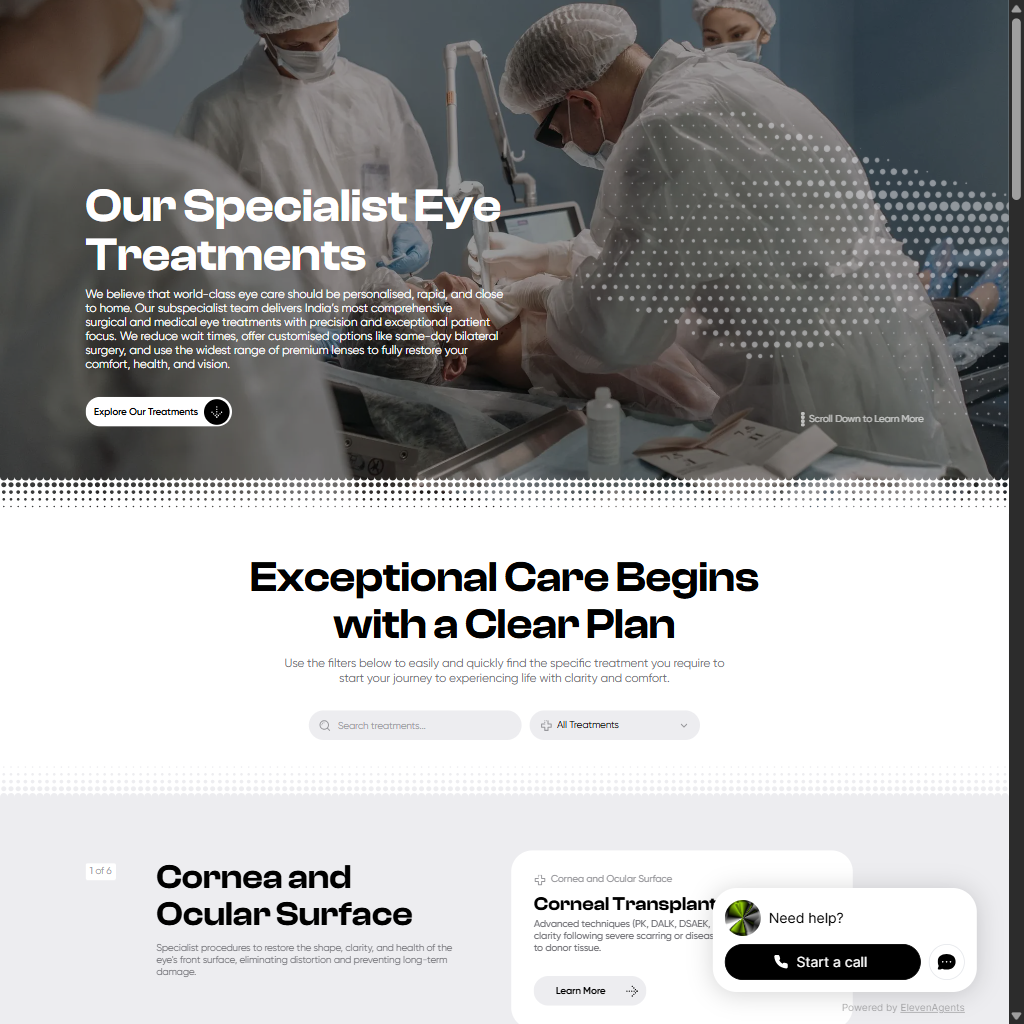 Our Specialist Eye
Treatments
We believe that world-class eye care should be personalised, rapid, and close
to home. Our subspecialist team delivers India's most comprehensive
surgical and medical eye treatments with precision and exceptional patient
focus. We reduce wait times, offer customised options like same-day bilateral
surgery, and use the widest range of premium lenses to fully restore your
comfort, health, and vision.
Explore Our Treatments
Scroll Down to Learn More
Exceptional Care Begins
with a Clear Plan
Use the filters below to easily and quickly find the specific treatment you require to
start your journey to experiencing life with clarity and comfort.
Search treatments...
All Treatments
1 of 6
Cornea and
Ocular Surface
Specialist procedures to restore the shape, clarity, and health of the
eye's front surface, eliminating distortion and preventing long-term
damage.
Cornea and Ocular Surface
Corneal Transplant
Advanced techniques (PK, DALK, DSAEK,
clarity following severe scarring or
to donor tissue.
Learn More
Need help?
Start a call
Powered by ElevenAgents